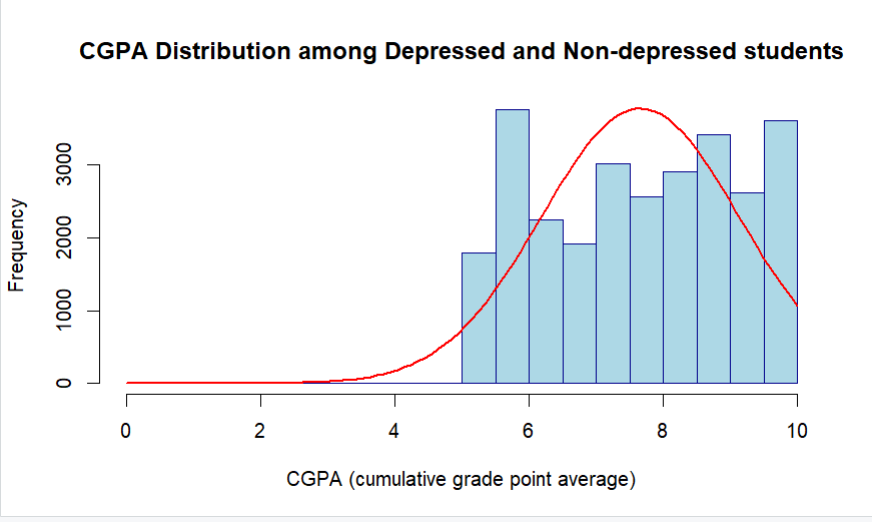 CGPA Distribution among Depressed and Non-depressed students
Frequency
3000
2000
1000
0
0 2 4 6 8 10
CGPA (cumulative grade point average)